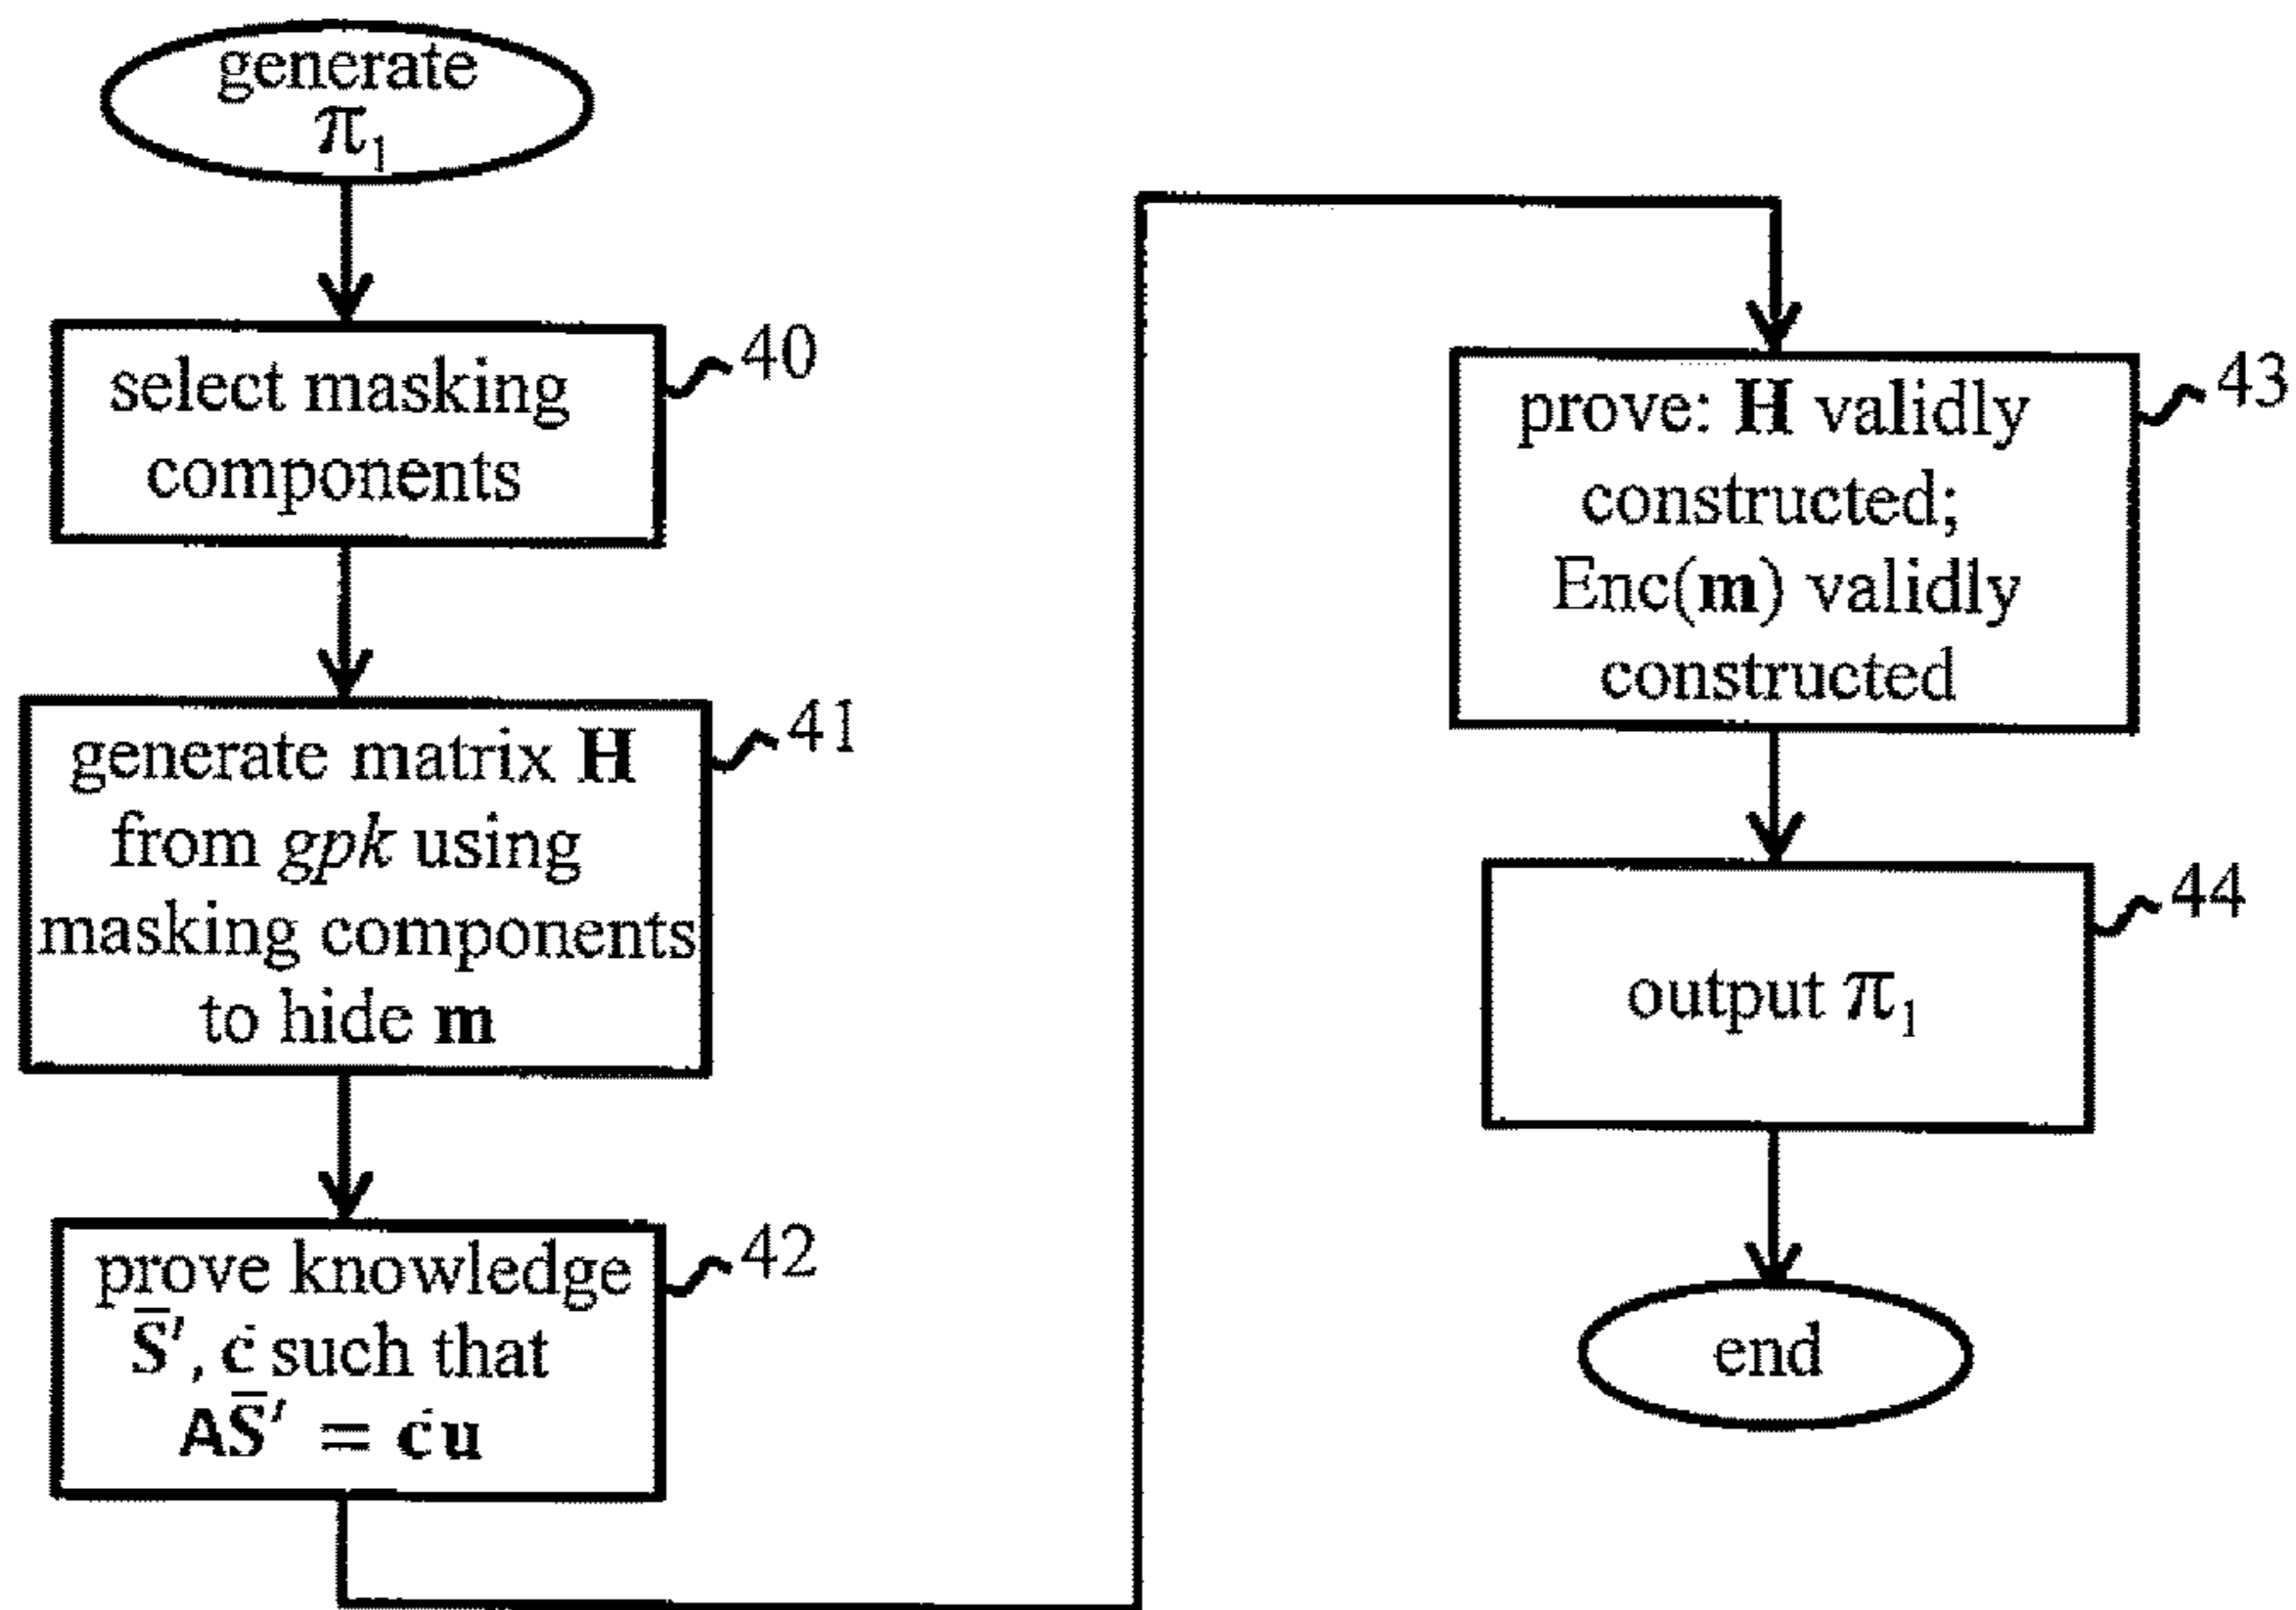 generate
π₁
select masking
components
40
generate matrix H
from gpk using
masking components
to hide m
41
prove knowledge
S̅′, c̄ such that
AS̅′ = c̄ u
42
prove: H validly
constructed;
Enc(m) validly
constructed
43
output π₁
44
end